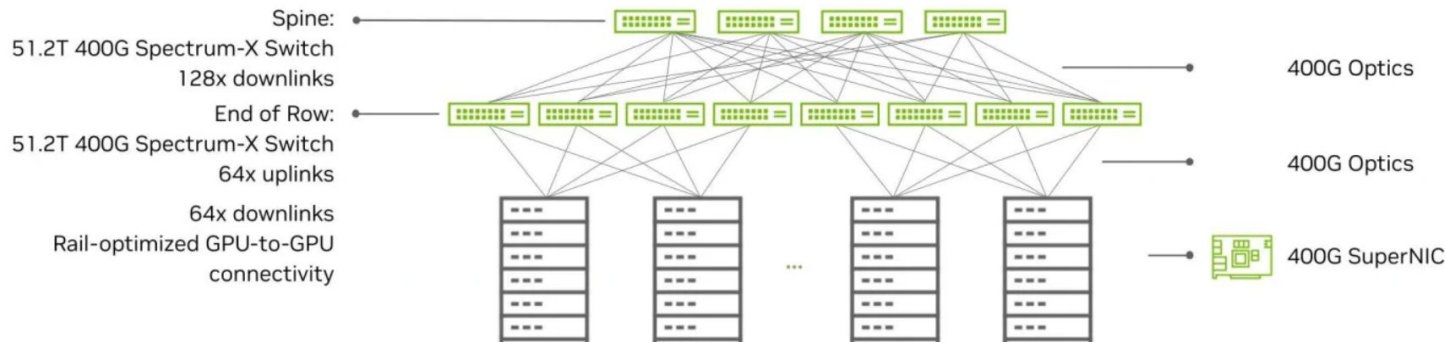 Spine:
51.2T 400G Spectrum-X Switch
128x downlinks
400G Optics
End of Row:
51.2T 400G Spectrum-X Switch
64x uplinks
400G Optics
64x downlinks
Rail-optimized GPU-to-GPU
connectivity
...
400G SuperNIC